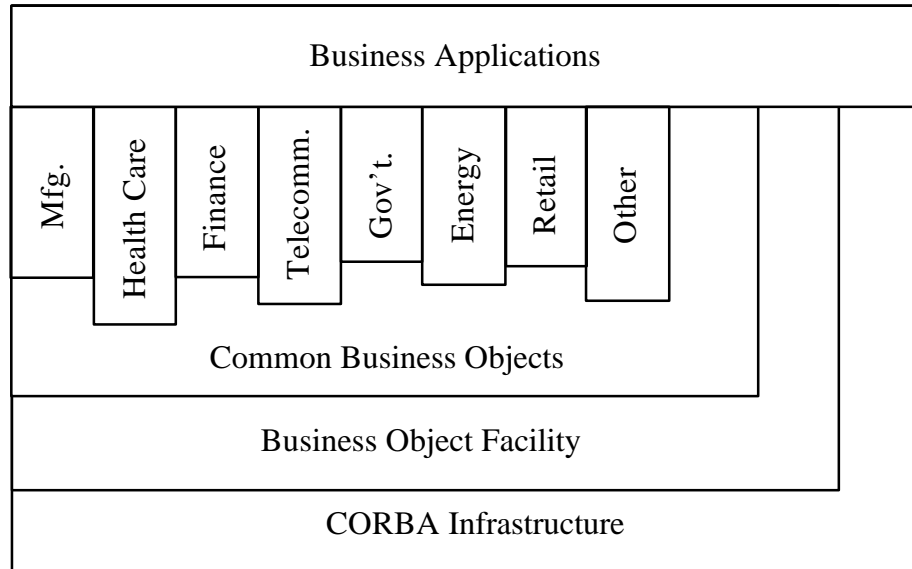 Business Applications
Mfg.
Health Care
Finance
Telecomm.
Gov’t.
Energy
Retail
Other
Common Business Objects
Business Object Facility
CORBA Infrastructure